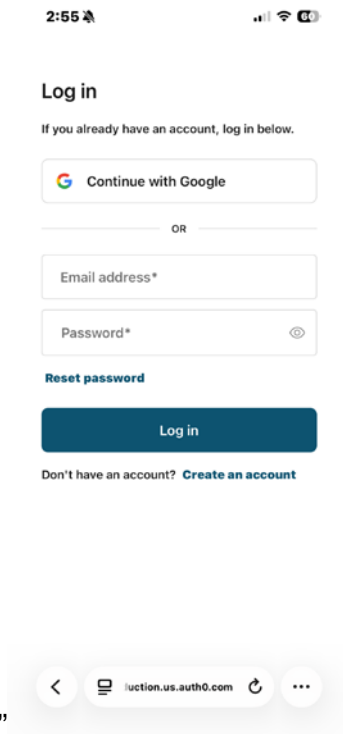 2:55
60
Log in
If you already have an account, log in below.
Continue with Google
OR
Email address*
Password*
Reset password
Log in
Don't have an account? Create an account
uction.us.auth0.com
”